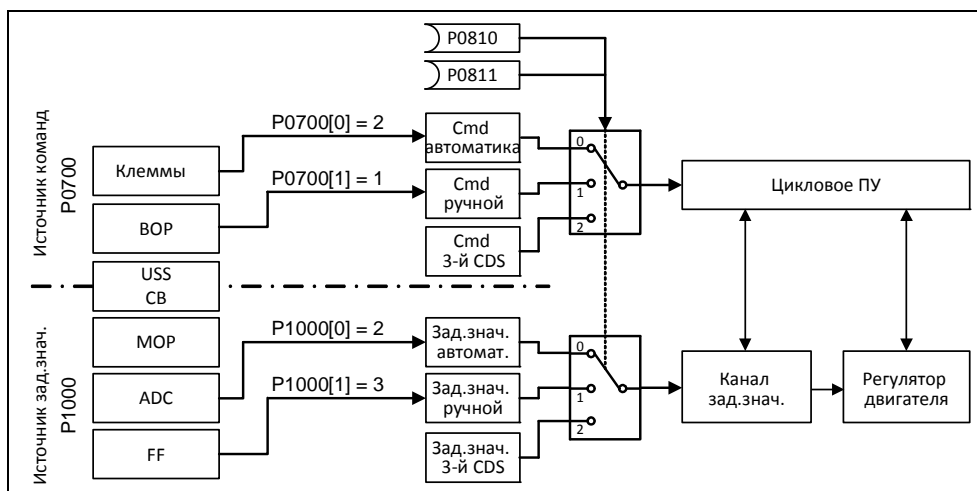 P0810
P0811
Источник команд
P0700
Клеммы
BOP
USS
CB
P0700[0] = 2
P0700[1] = 1
Cmd
автоматика
Cmd
ручной
Cmd
3-й CDS
0
1
2
Цикловое ПУ
Источник зад.знач.
P1000
MOP
ADC
FF
P1000[0] = 2
P1000[1] = 3
Зад.знач.
автомат.
Зад.знач.
ручной
Зад.знач.
3-й CDS
0
1
2
Канал
зад.знач.
Регулятор
двигателя